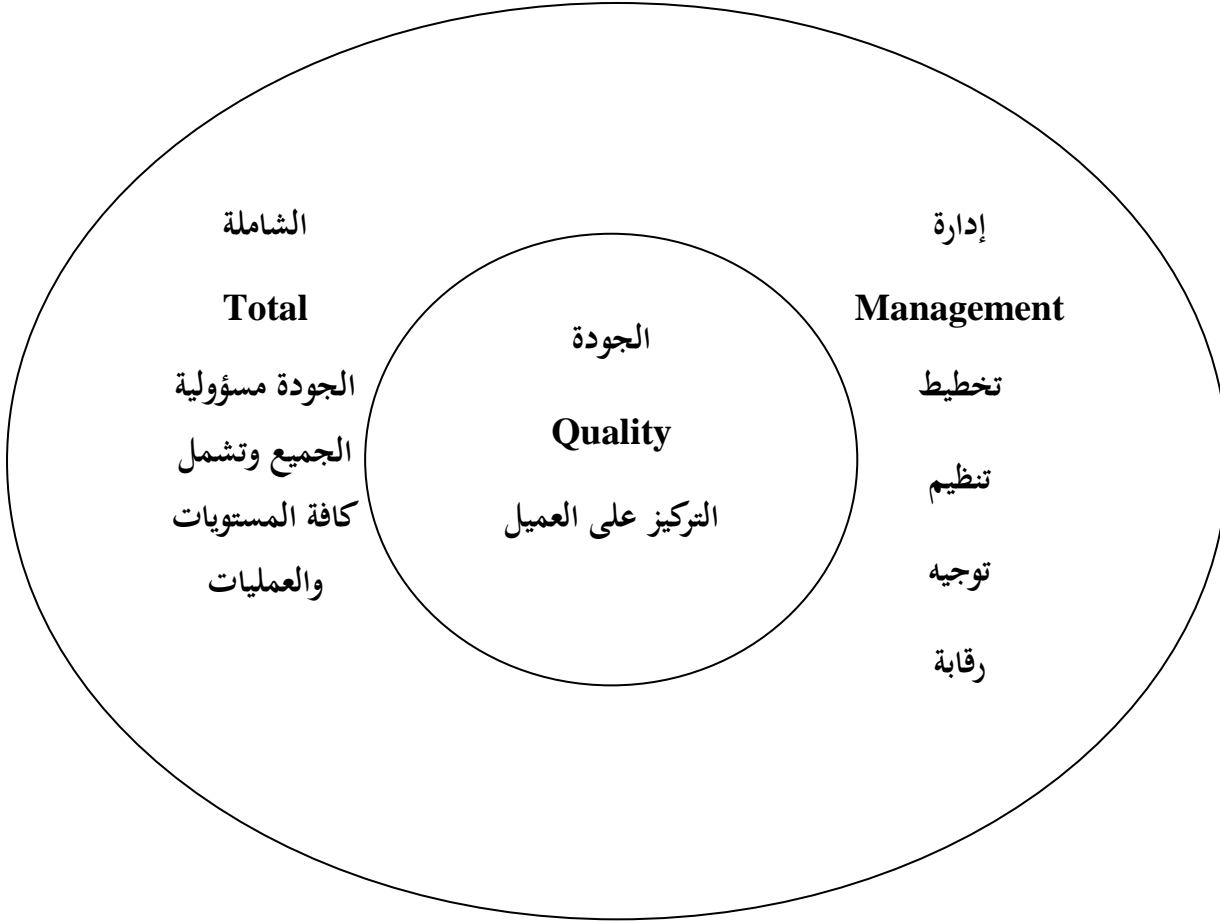 إدارة
Management
تخطيط
تنظيم
توجيه
رقابة
الجودة
Quality
التركيز على العميل
الشاملة
Total
الجودة مسؤولية
الجميع وتشمل
كافة المستويات
والعمليات